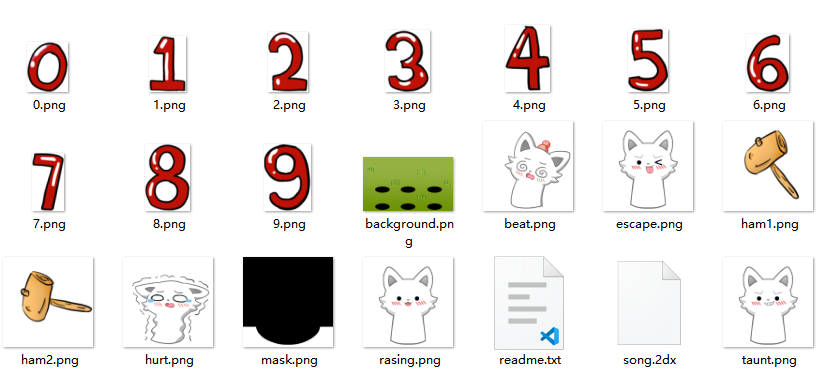 0.png
1.png
2.png
3.png
4.png
5.png
6.png
7.png
8.png
9.png
background.pn
g
beat.png
escape.png
ham1.png
ham2.png
hurt.png
mask.png
rasing.png
readme.txt
song.2dx
taunt.png